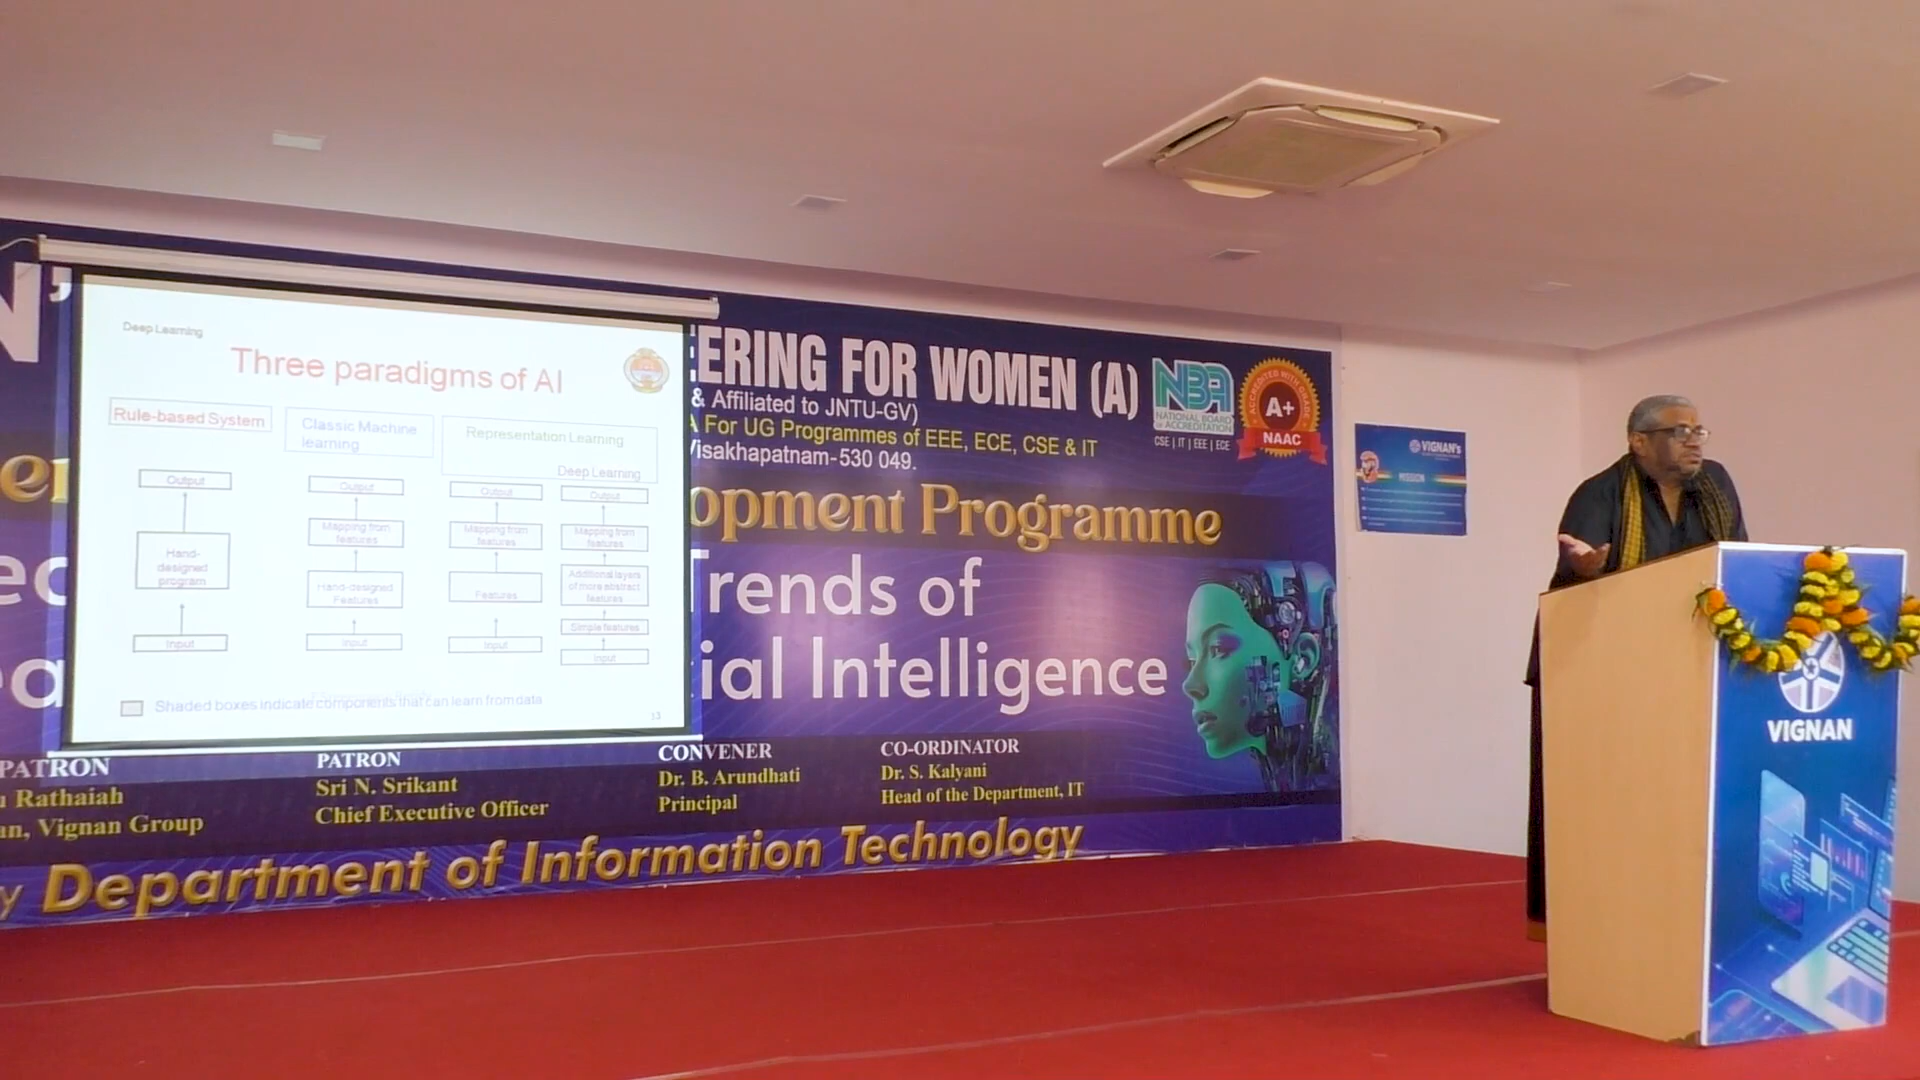 Deep Learning
Three paradigms of AI
Rule-based System
Classic Machine
learning
Representation Learning
Deep Learning
Output
Hand-
designed
program
Input
Output
Mapping from
features
Hand-designed
Features
Input
Output
Mapping from
features
Features
Input
Output
Mapping from
features
Additional layers
of more abstract
features
Simple features
Input
Shaded boxes indicate components that can learn from data
13
N'
ERING FOR WOMEN (A)
& Affiliated to JNTU-GV)
A For UG Programmes of EEE, ECE, CSE & IT
Visakhapatnam-530 049.
NBA
NATIONAL BOARD
of ACCREDITATION
CSE | IT | EEE | ECE
ACCREDITED WITH GRADE
A+
NAAC
opment Programme
Trends of
ial Intelligence
PATRON
Rathaiah
an, Vignan Group
PATRON
Sri N. Srikant
Chief Executive Officer
CONVENER
Dr. B. Arundhati
Principal
CO-ORDINATOR
Dr. S. Kalyani
Head of the Department, IT
y Department of Information Technology
VIGNAN's
MISSION
VIGNAN